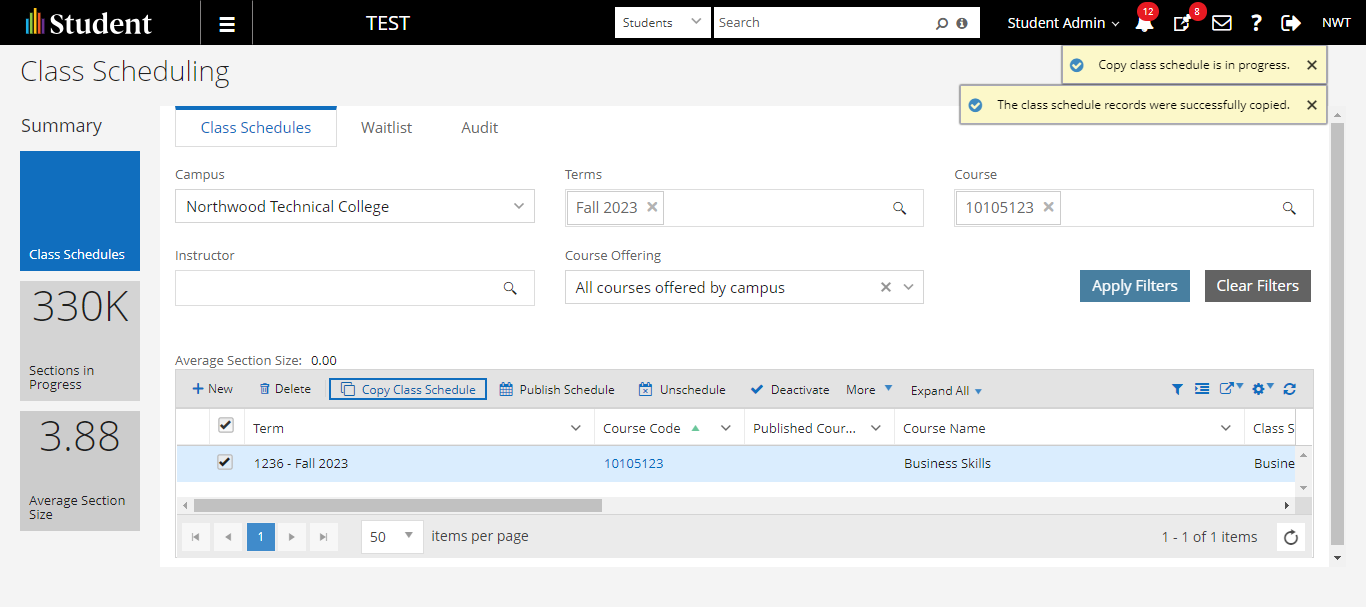 Student
TEST
Students
Search
Student Admin
12
8
?
NWT
Class Scheduling
Copy class schedule is in progress.
The class schedule records were successfully copied.
Summary
Class Schedules
330K
Sections in
Progress
3.88
Average Section
Size
Class Schedules
Waitlist
Audit
Campus
Terms
Course
Northwood Technical College
Fall 2023
10105123
Instructor
Course Offering
All courses offered by campus
Apply Filters
Clear Filters
Average Section Size: 0.00
New
Delete
Copy Class Schedule
Publish Schedule
Unschedule
Deactivate
More
Expand All
Term
Course Code
Published Cour...
Course Name
Class S
1236 - Fall 2023
10105123
Business Skills
Busine
1
50
items per page
1 - 1 of 1 items